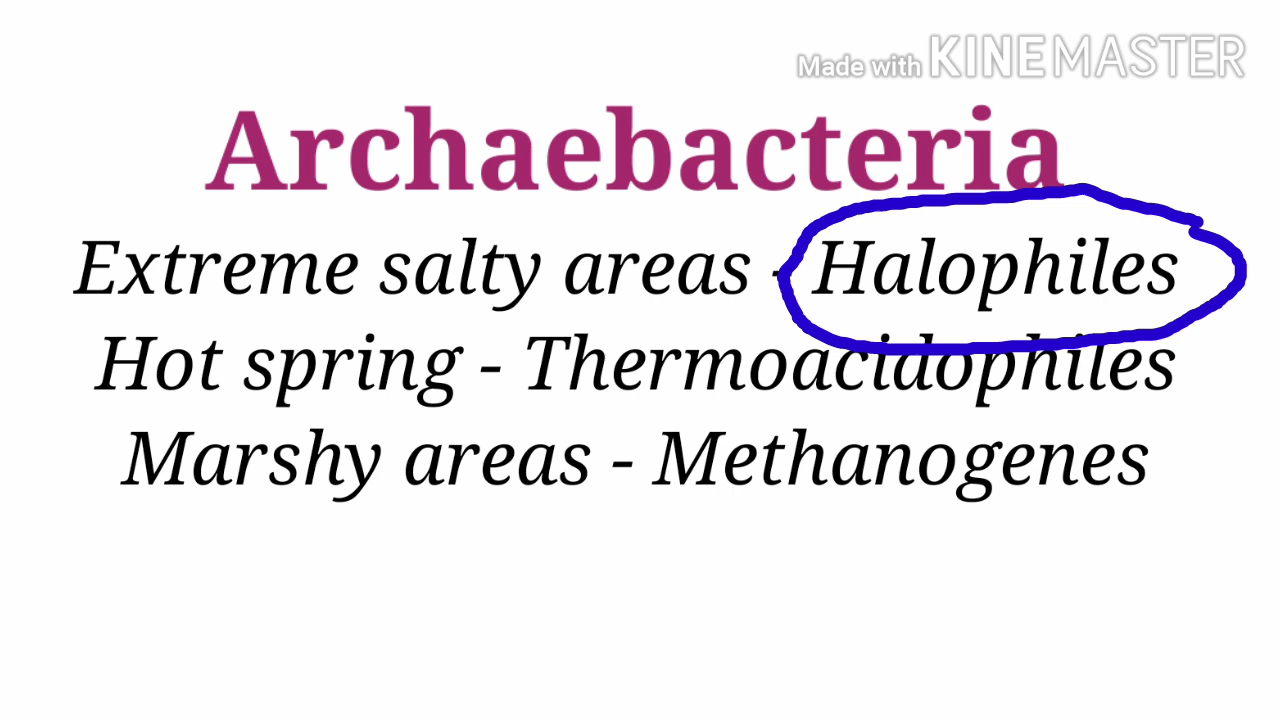 Made with KINEMASTER
Archaebacteria
Extreme salty areas - Halophiles
Hot spring - Thermoacidophiles
Marshy areas - Methanogenes